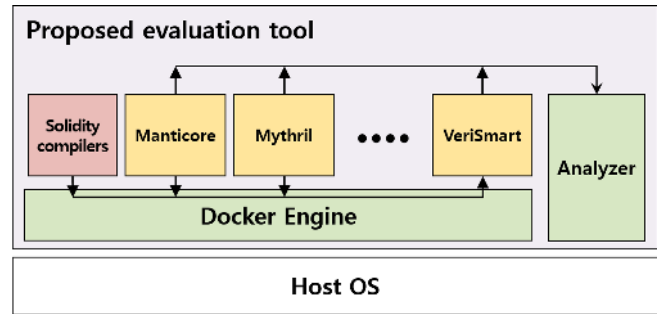 Proposed evaluation tool
Solidity
compilers
Manticore
Mythril
VeriSmart
Analyzer
Docker Engine
Host OS